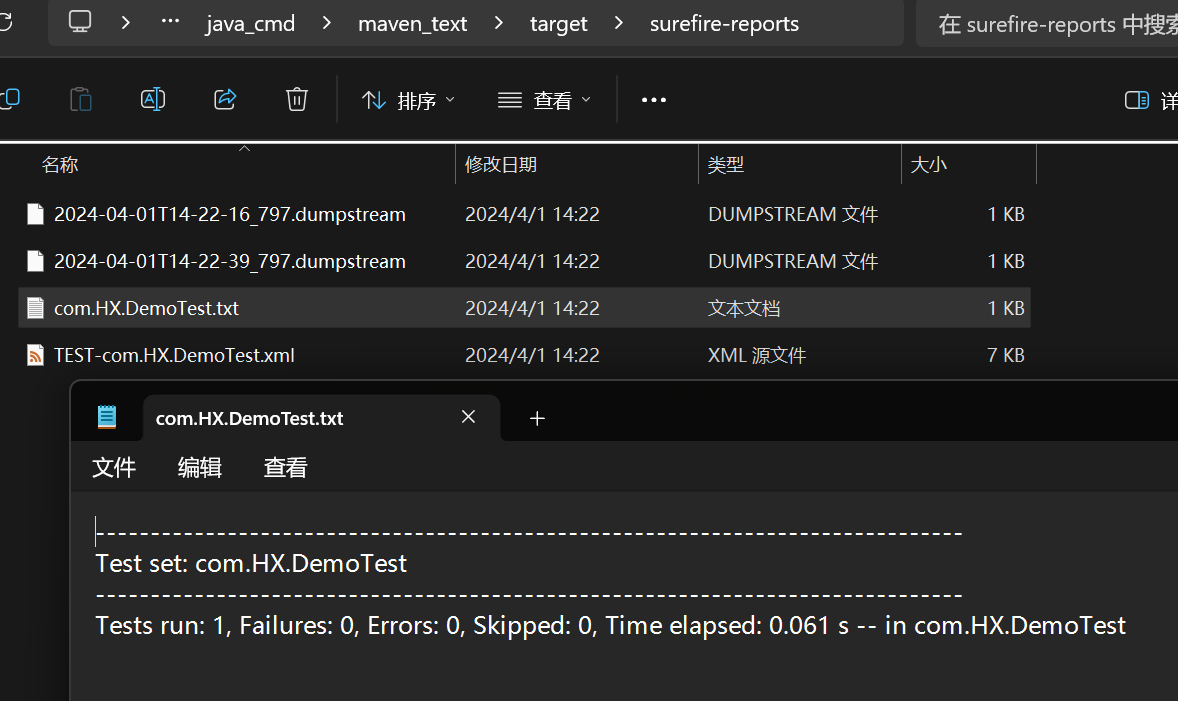 … java_cmd > maven_text > target > surefire-reports 在 surefire-reports 中搜索
排序 查看 ••• 详
名称 修改日期 类型 大小
2024-04-01T14-22-16_797.dumpstream 2024/4/1 14:22 DUMPSTREAM 文件 1 KB
2024-04-01T14-22-39_797.dumpstream 2024/4/1 14:22 DUMPSTREAM 文件 1 KB
com.HX.DemoTest.txt 2024/4/1 14:22 文本文档 1 KB
TEST-com.HX.DemoTest.xml 2024/4/1 14:22 XML 源文件 7 KB
com.HX.DemoTest.txt
文件 编辑 查看
-------------------------------------------------------------------------------
Test set: com.HX.DemoTest
-------------------------------------------------------------------------------
Tests run: 1, Failures: 0, Errors: 0, Skipped: 0, Time elapsed: 0.061 s -- in com.HX.DemoTest